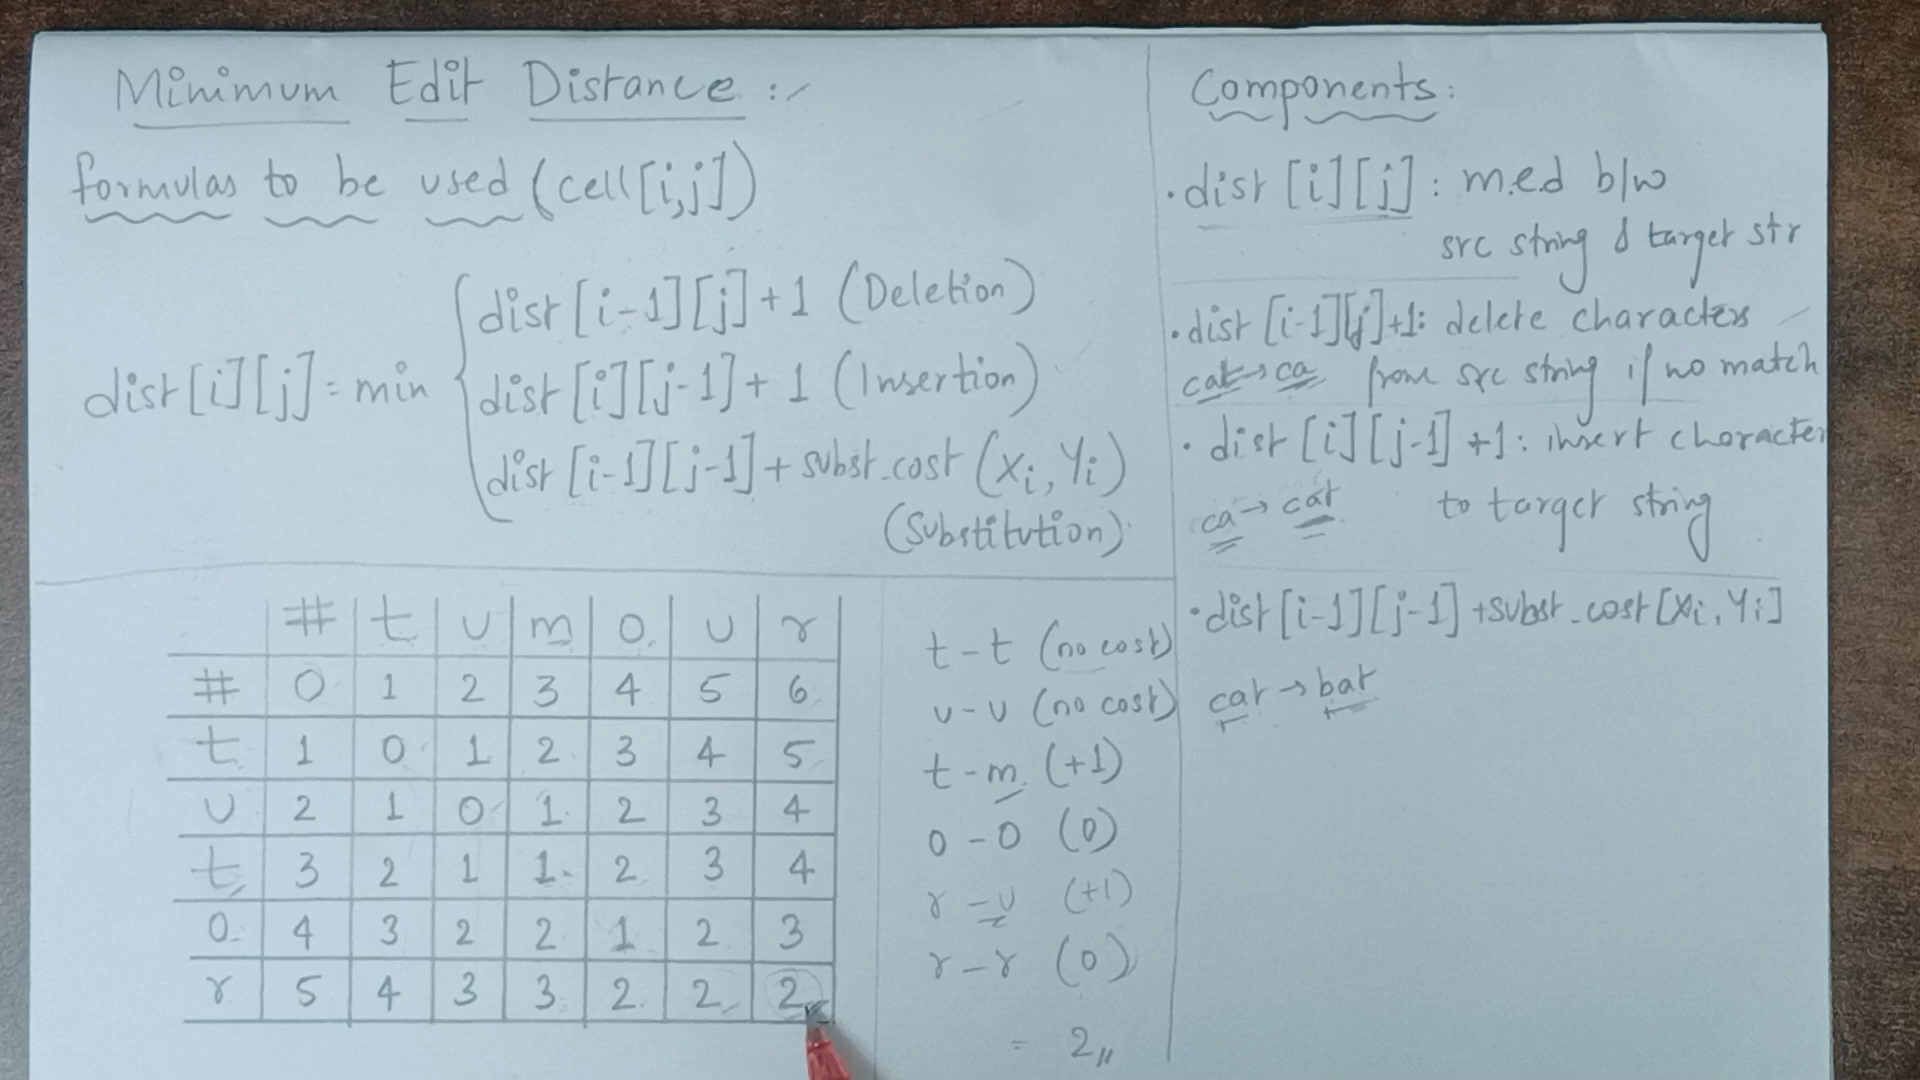 Minimum Edit Distance :-
formulas to be used (cell[i,j])
dist[i][j] = min
dist[i-1][j]+1 (Deletion)
dist[i][j-1]+1 (Insertion)
dist[i-1][j-1]+subst_cost (Xi, Yi)
(Substitution)
# t u m o u r
# 0 1 2 3 4 5 6
t 1 0 1 2 3 4 5
u 2 1 0 1 2 3 4
t 3 2 1 1 2 3 4
o 4 3 2 2 1 2 3
r 5 4 3 3 2 2 2
t-t (no cost)
u-u (no cost)
t-m (+1)
o-o (0)
r-u (+1)
r-r (0)
= 2
Components:
.dist[i][j]: m.e.d b/w
src string & target str
.dist[i-1][j]+1: delete characters
cat→ca from src string if no match
.dist[i][j-1]+1: insert character
ca→cat to target string
.dist[i-1][j-1]+subst_cost[Xi, Yi]
cat→bat